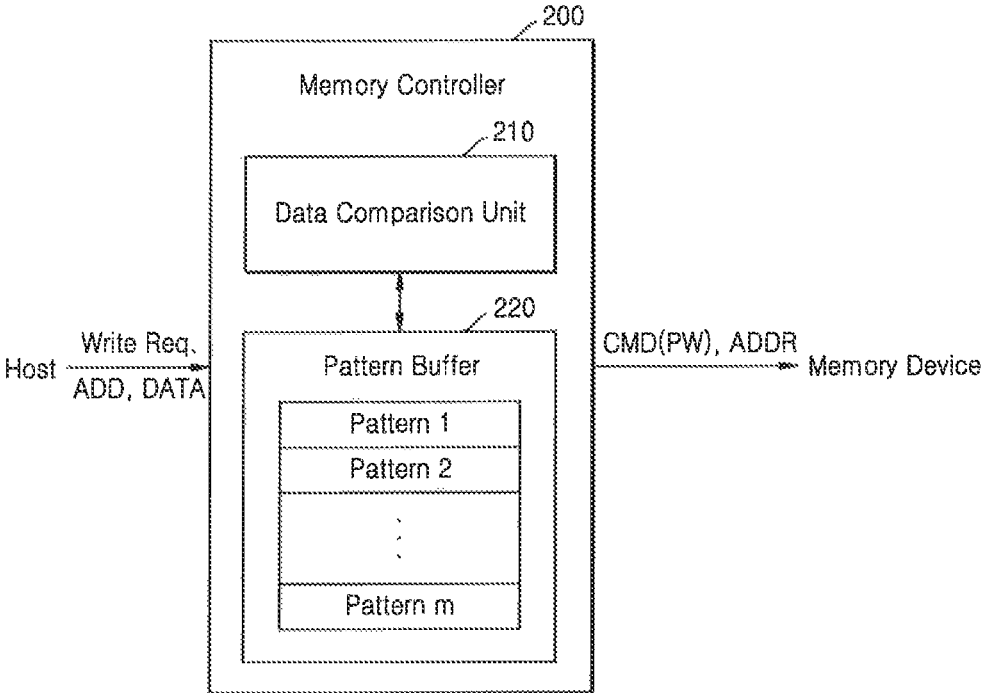 200
Memory Controller
210
Data Comparison Unit
220
Write Req.
CMD(PW), ADDR
Host
Pattern Buffer
Memory Device
ADD, DATA
Pattern 1
Pattern 2
Pattern m